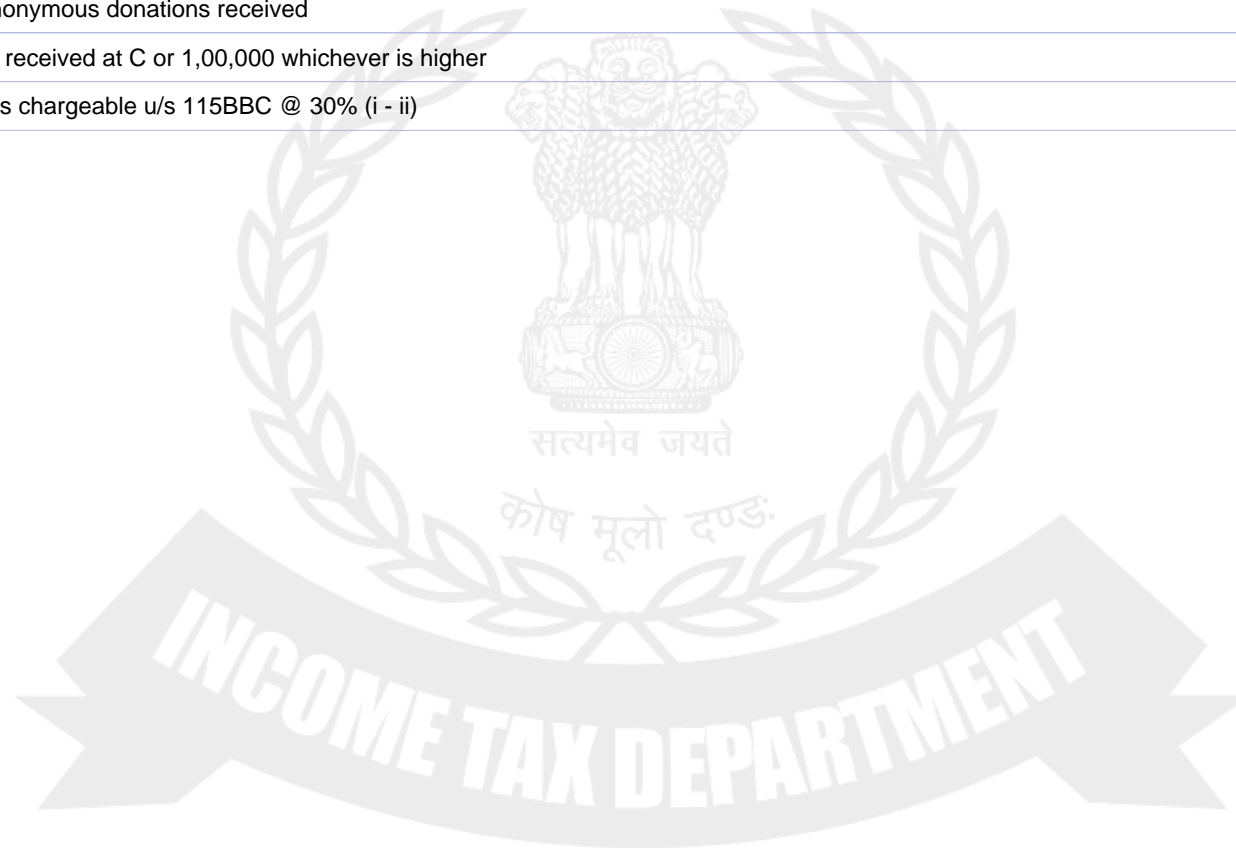 nonymous donations received
received at C or 1,00,000 whichever is higher
s chargeable u/s 115BBC @ 30% (i - ii)
सत्यमेव जयते
कोष मूलो दण्डः
INCOME TAX DEPARTMENT